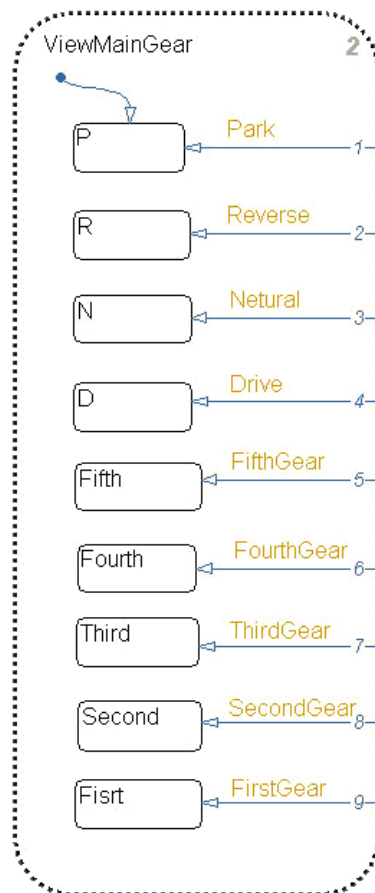 ViewMainGear 2
P Park 1
R Reverse 2
N Netural 3
D Drive 4
Fifth FifthGear 5
Fourth FourthGear 6
Third ThirdGear 7
Second SecondGear 8
Fisrt FirstGear 9